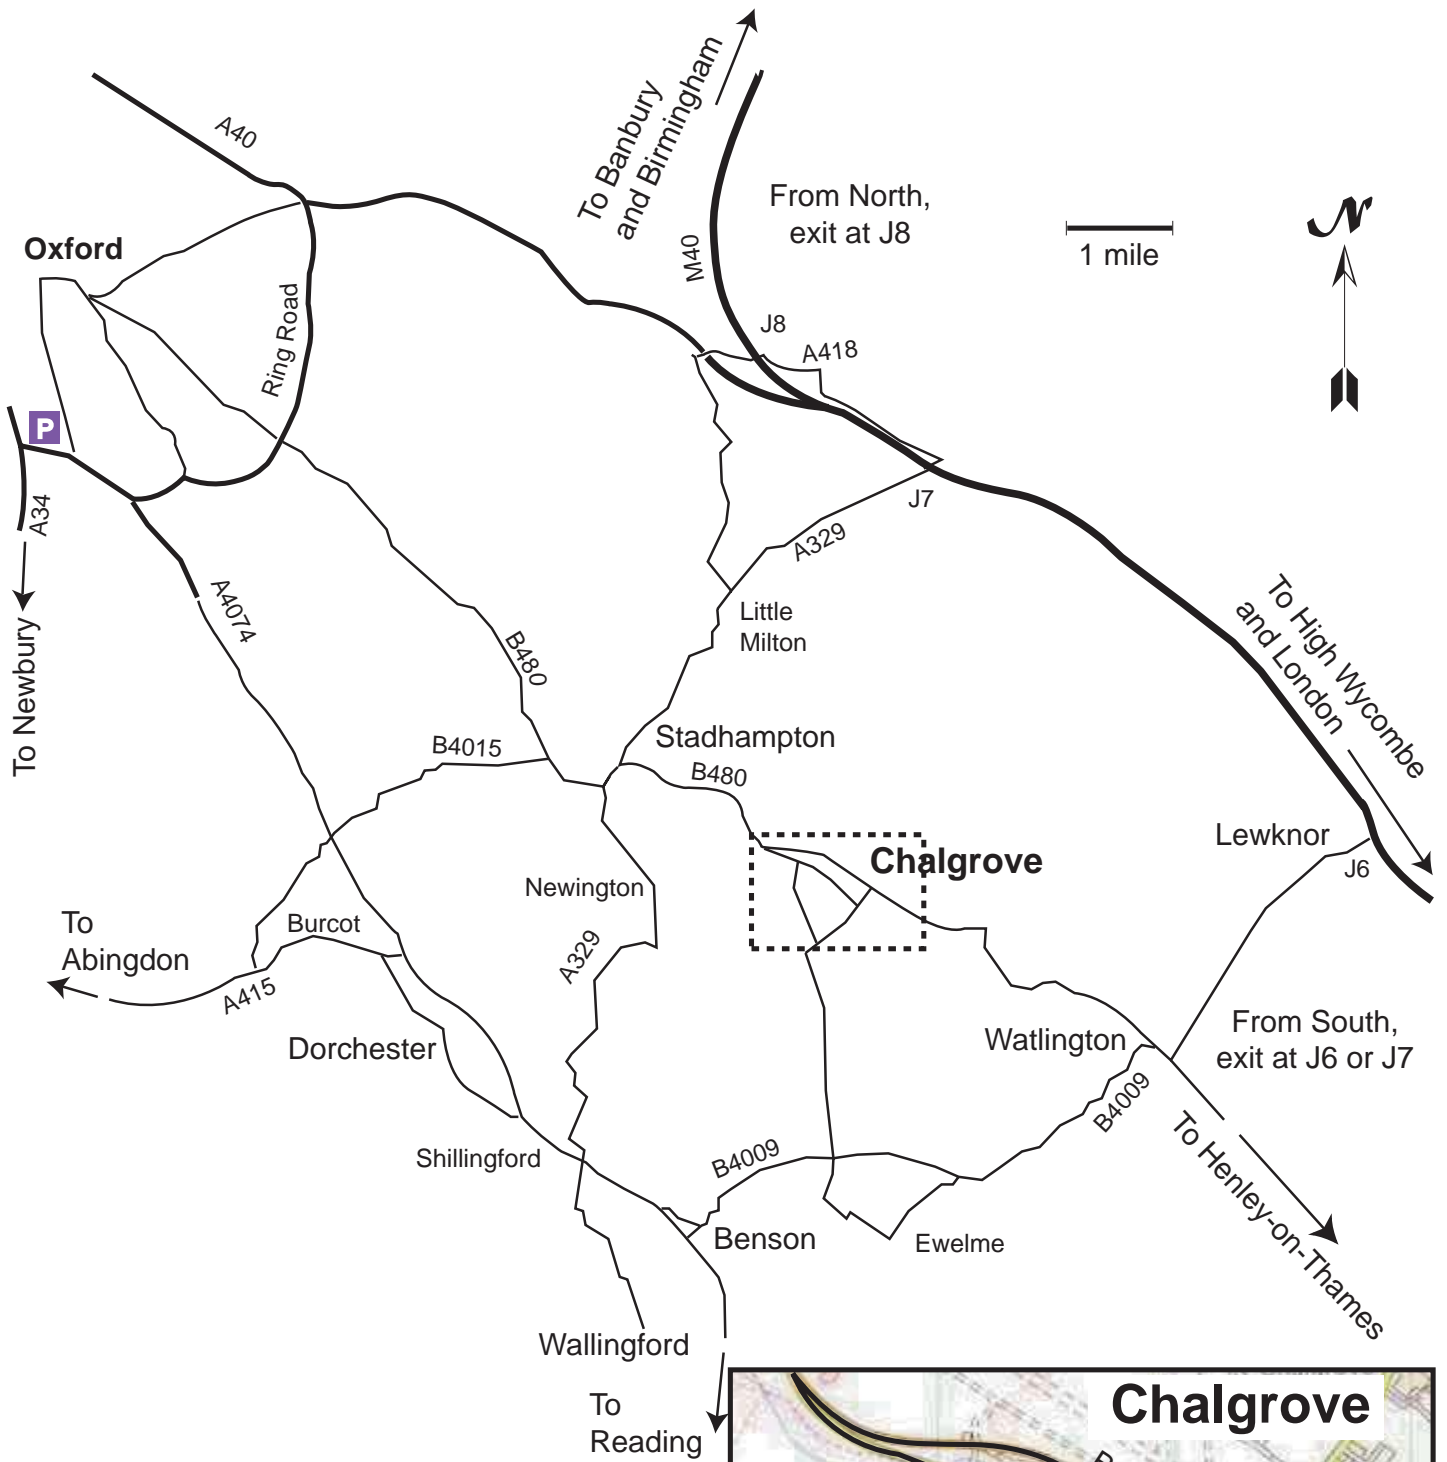 To Banbury
and Birmingham
A40
From North,
exit at J8
N
1 mile
Oxford
M40
Ring Road
J8
A418
P
A34
J7
A329
To Newbury
A4074
Little
Milton
To High Wycombe
and London
B480
Stadhampton
B4015
B480
Lewknor
J6
Chalgrove
Newington
To
Abingdon
Burcot
A329
A415
Dorchester
Watlington
From South,
exit at J6 or J7
B4009
Shillingford
B4009
To Henley-on-Thames
Benson
Ewelme
Wallingford
To
Reading
Chalgrove